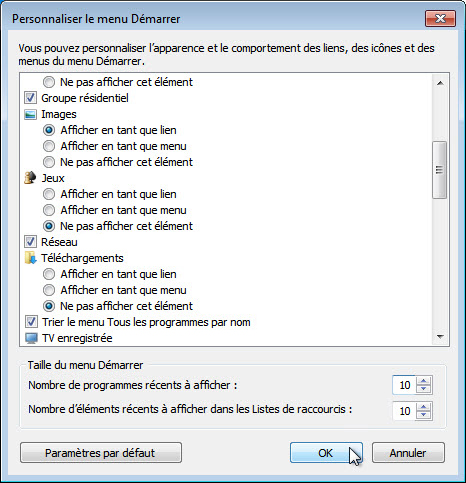 Personnaliser le menu Démarrer
Vous pouvez personnaliser l'apparence et le comportement des liens, des icônes et des
menus du menu Démarrer.
Ne pas afficher cet élément
Groupe résidentiel
Images
Afficher en tant que lien
Afficher en tant que menu
Ne pas afficher cet élément
Jeux
Afficher en tant que lien
Afficher en tant que menu
Ne pas afficher cet élément
Réseau
Téléchargements
Afficher en tant que lien
Afficher en tant que menu
Ne pas afficher cet élément
Trier le menu Tous les programmes par nom
TV enregistrée
Taille du menu Démarrer
Nombre de programmes récents à afficher : 10
Nombre d'éléments récents à afficher dans les Listes de raccourcis : 10
Paramètres par défaut OK Annuler